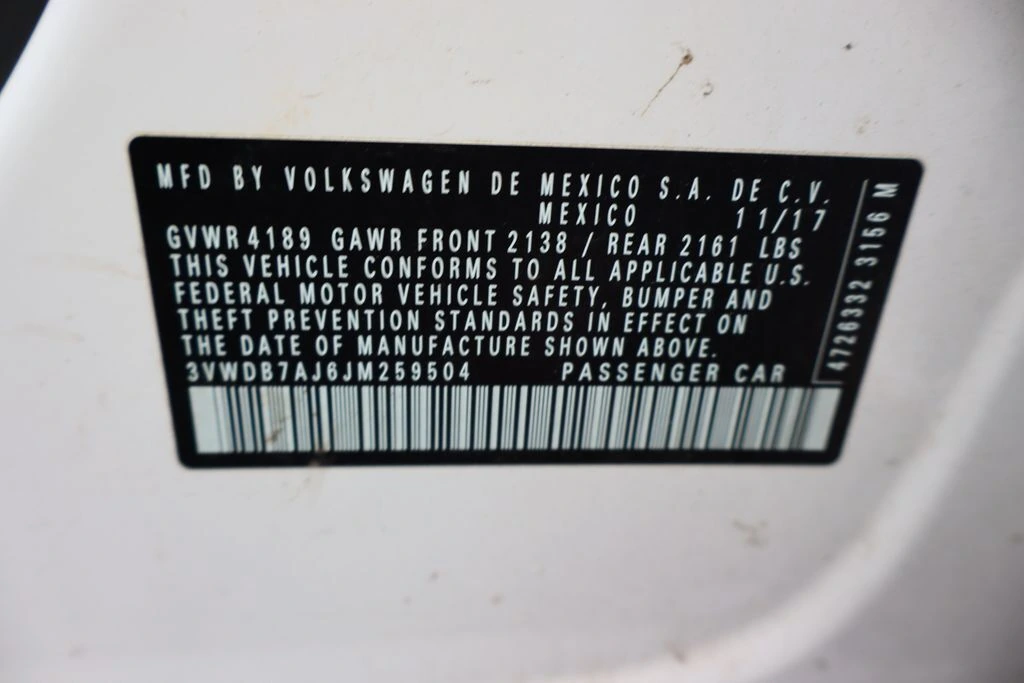 MFD BY VOLKSWAGEN DE MEXICO S.A. DE C.V.
MEXICO 11/17
GVWR 4189 GAWR FRONT 2138 / REAR 2161 LBS
THIS VEHICLE CONFORMS TO ALL APPLICABLE U.S.
FEDERAL MOTOR VEHICLE SAFETY, BUMPER AND
THEFT PREVENTION STANDARDS IN EFFECT ON
THE DATE OF MANUFACTURE SHOWN ABOVE.
3VWDB7AJ6JM259504 PASSENGER CAR
4726332 3156 M